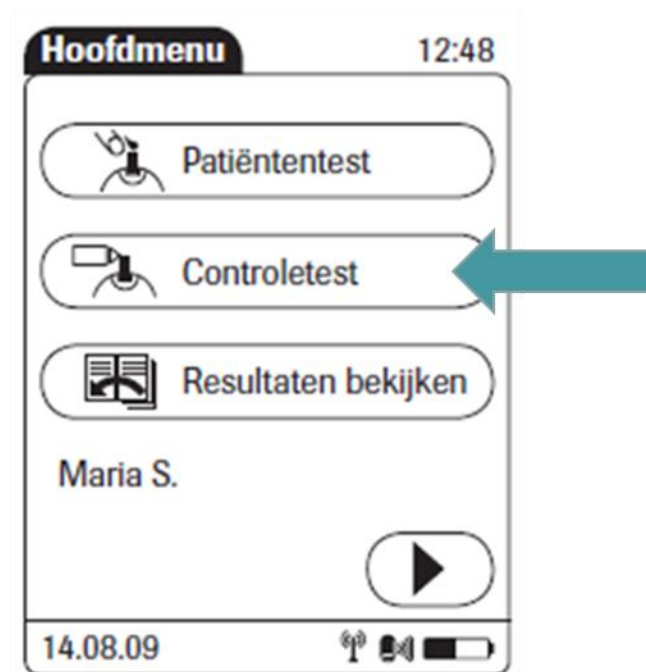 Hoofdmenu 12:48
Patiëntentest
Controletest
Resultaten bekijken
Maria S.
14.08.09